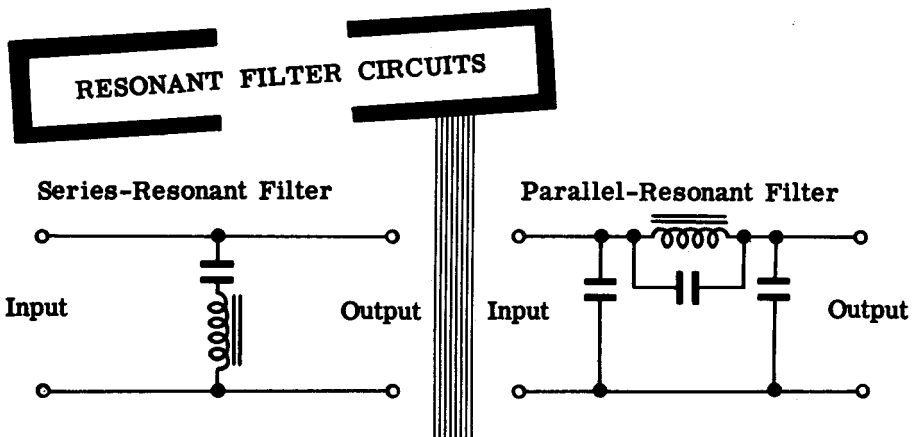 RESONANT FILTER CIRCUITS
Series-Resonant Filter
Input
Output
Parallel-Resonant Filter
Input
Output